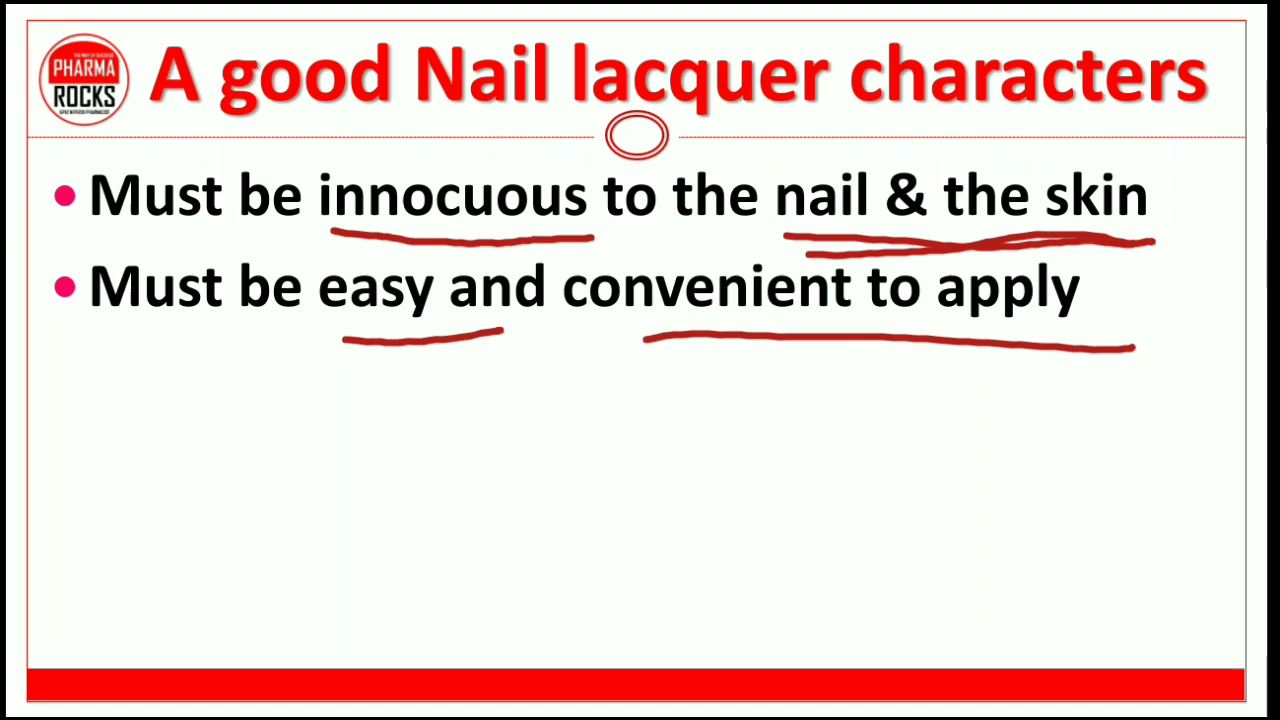 PHARMA
ROCKS
A good Nail lacquer characters
• Must be innocuous to the nail & the skin
• Must be easy and convenient to apply